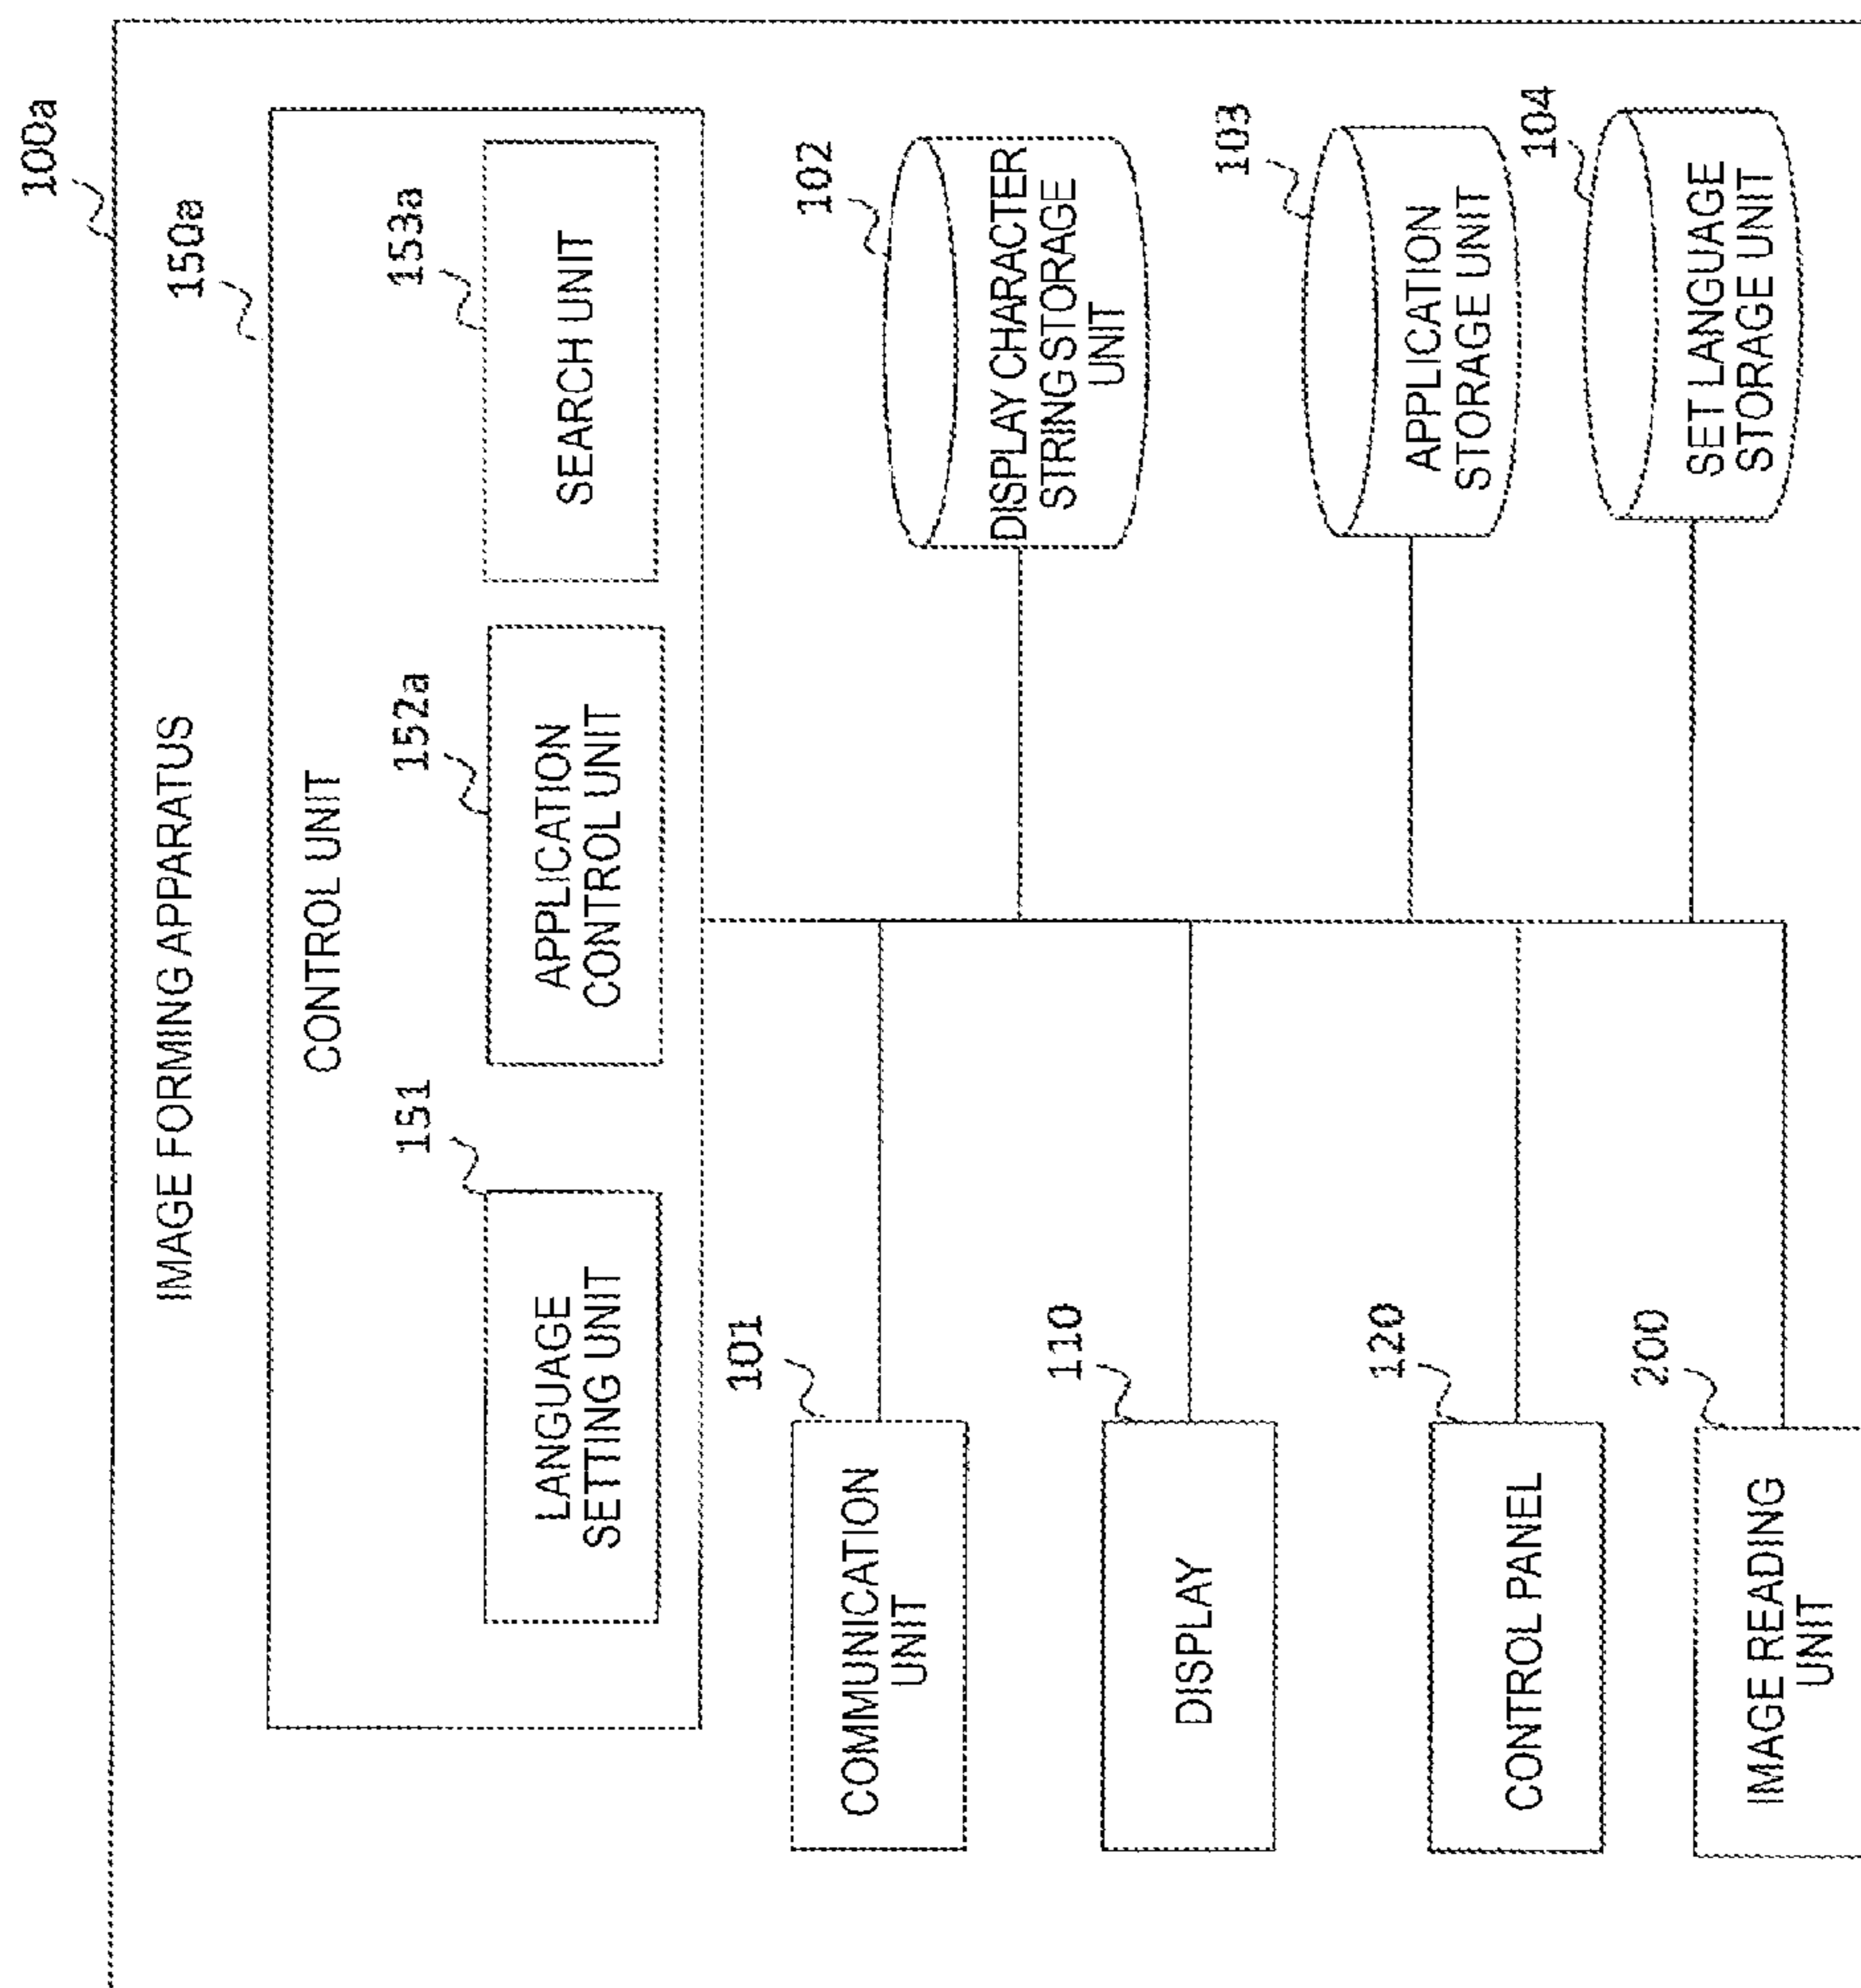 100a
IMAGE FORMING APPARATUS
150a
CONTROL UNIT
151
LANGUAGE
SETTING UNIT
152a
APPLICATION
CONTROL UNIT
153a
SEARCH UNIT
101
COMMUNICATION
UNIT
102
DISPLAY CHARACTER
STRING STORAGE
UNIT
110
DISPLAY
103
APPLICATION
STORAGE UNIT
120
CONTROL PANEL
104
SET LANGUAGE
STORAGE UNIT
200
IMAGE READING
UNIT